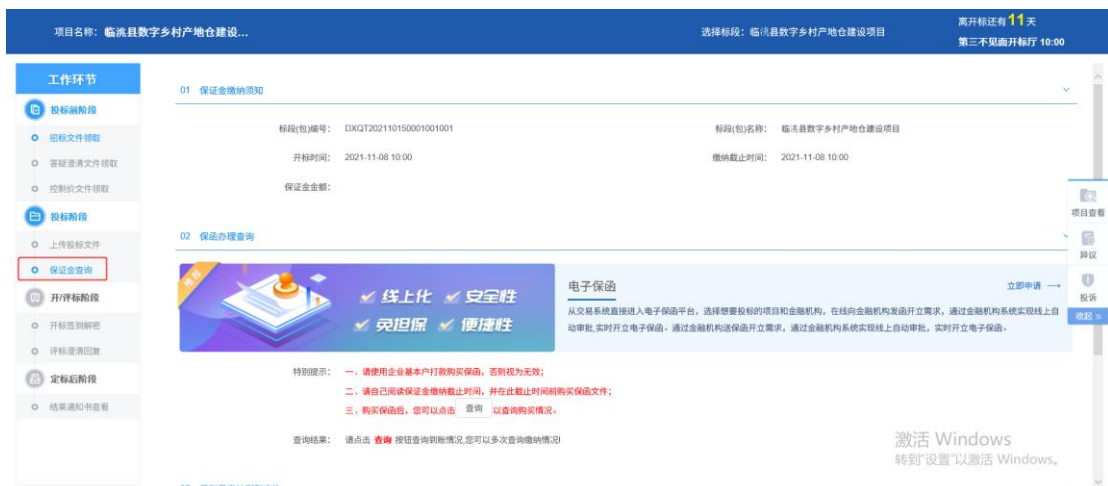 项目名称：临洮县数字乡村产地仓建设...
选择标段：临洮县数字乡村产地仓建设项目
离开标还有11天
第三不见面开标厅 10:00
工作环节
投标前阶段
招标文件领取
答疑澄清文件领取
控制价文件领取
投标阶段
上传投标文件
保证金查询
开/评标阶段
开标签到解密
评标澄清回复
定标后阶段
结果通知书查看
01 保证金缴纳须知
标段(包)编号： DXQT202110150001001001
标段(包)名称： 临洮县数字乡村产地仓建设项目
开标时间： 2021-11-08 10:00
缴纳截止时间： 2021-11-08 10:00
保证金金额：
02 保函办理查询
推荐
✓ 线上化 ✓ 安全性
✓ 免担保 ✓ 便捷性
电子保函
立即申请 →
从交易系统直接进入电子保函平台，选择想要投标的项目和金融机构，在线向金融机构发函开立需求，通过金融机构系统实现线上自
动审批,实时开立电子保函。通过金融机构送保函开立需求，通过金融机构系统实现线上自动审批，实时开立电子保函。
特别提示： 一、请使用企业基本户打款购买保函，否则视为无效；
二、请自己阅读保证金缴纳截止时间，并在此截止时间前购买保函文件；
三、购买保函后，您可以点击 查询 以查询购买情况。
查询结果： 请点击 查询 按钮查询到账情况,您可以多次查询缴纳情况!
项目查看
异议
投诉
收起 »
激活 Windows
转到"设置"以激活 Windows。